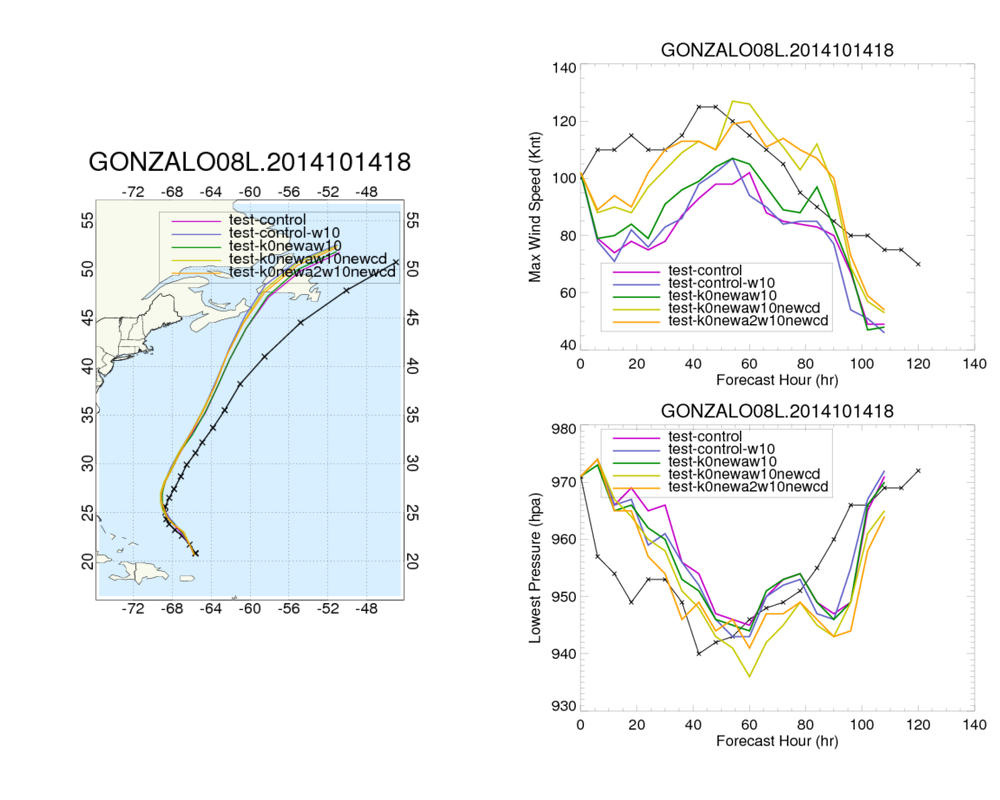 GONZALO08L.2014101418
-72 -68 -64 -60 -56 -52 -48
test-control
test-control-w10
test-k0newaw10
test-k0newaw10newcd
test-k0newa2w10newcd
55 55
50 50
45 45
40 40
35 35
30 30
25 25
20 20
-72 -68 -64 -60 -56 -52 -48
GONZALO08L.2014101418
Max Wind Speed (Knt)
140
120
100
80
60
40
test-control
test-control-w10
test-k0newaw10
test-k0newaw10newcd
test-k0newa2w10newcd
0 20 40 60 80 100 120 140
Forecast Hour (hr)
GONZALO08L.2014101418
Lowest Pressure (hpa)
980
970
960
950
940
930
test-control
test-control-w10
test-k0newaw10
test-k0newaw10newcd
test-k0newa2w10newcd
0 20 40 60 80 100 120 140
Forecast Hour (hr)